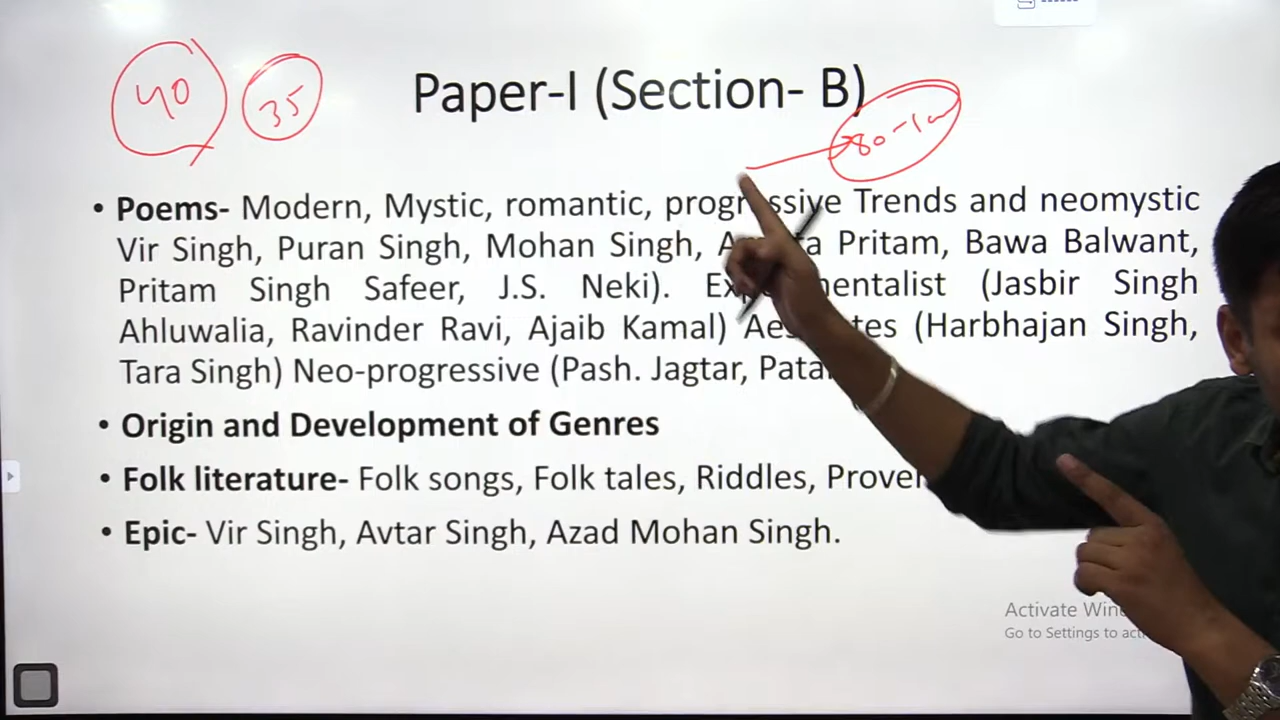 40 35 Paper-I (Section- B)
• Poems- Modern, Mystic, romantic, progressive Trends and neomystic
Vir Singh, Puran Singh, Mohan Singh, Pritam, Bawa Balwant,
Pritam Singh Safeer, J.S. Neki). (Jasbir Singh
Ahluwalia, Ravinder Ravi, Ajaib Kamal) (Harbhajan Singh,
Tara Singh) Neo-progressive (Pash. Jagtar,
• Origin and Development of Genres
• Folk literature- Folk songs, Folk tales, Riddles,
• Epic- Vir Singh, Avtar Singh, Azad Mohan Singh.
Activate
Go to Settings to